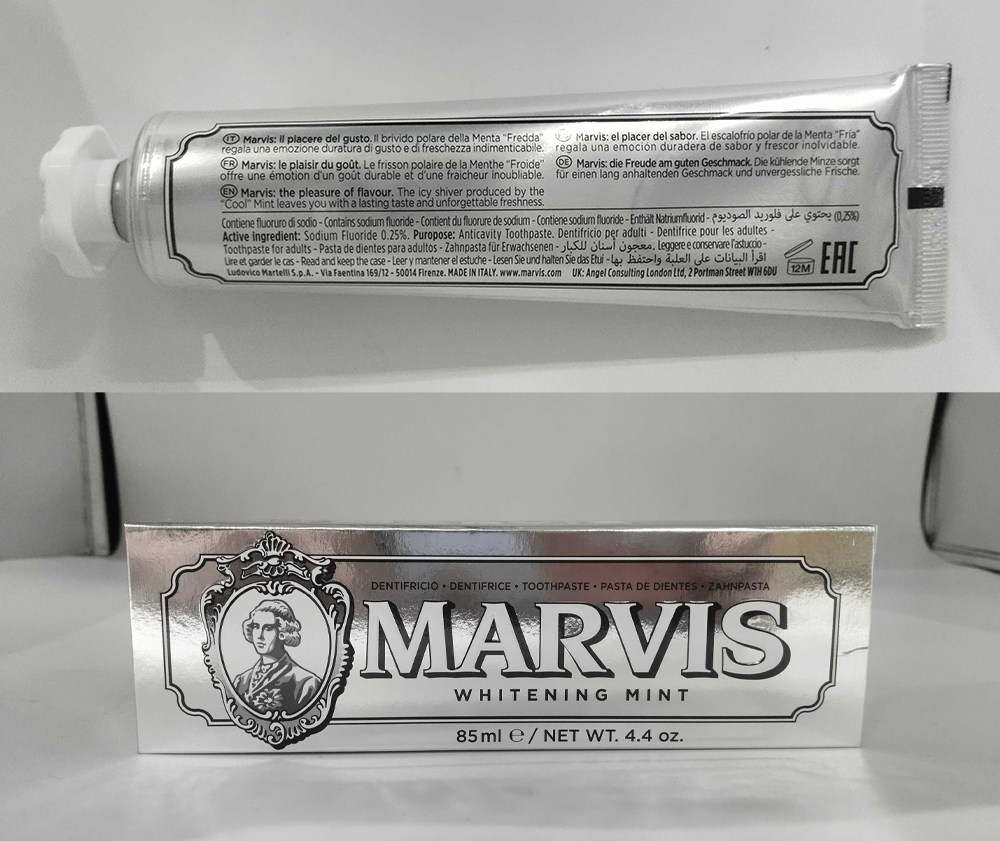 IT Marvis: il piacere del gusto. Il brivido polare della Menta "Fredda"
regala una emozione duratura di gusto e di freschezza indimenticabile.
FR Marvis: le plaisir du goût. Le frisson polaire de la Menthe "Froide"
offre une émotion d'un goût durable et d'une fraicheur inoubliable.
EN Marvis: the pleasure of flavour. The icy shiver produced by the
"Cool" Mint leaves you with a lasting taste and unforgettable freshness.
Marvis: el placer del sabor. El escalofrío polar de la Menta "Fría"
regala una emoción duradera de sabor y frescor inolvidable.
DE Marvis: die Freude am guten Geschmack. Die kühlende Minze sorgt
für einen lang anhaltenden Geschmack und unvergessliche Frische.
Contiene fluoruro di sodio - Contains sodium fluoride - Contient du fluorure de sodium - Contiene sodium fluoride - Enthält Natriumfluorid - يحتوي على فلوريد الصوديوم (0,25%)
Active ingredient: Sodium Fluoride 0.25%. Puropose: Anticavity Toothpaste. Dentifricio per adulti - Dentifrice pour les adultes -
Toothpaste for adults - Pasta de dientes para adultos - Zahnpasta für Erwachsenen - معجون أسنان للكبار. Leggere e conservare l'astuccio -
Lire et garder le cas - Read and keep the case - Leer y mantener el estuche - Lesen Sie und halten Sie das Etui - اقرأ البيانات على العلبة واحتفظ بها
Ludovico Martelli S.p.A. - Via Faentina 169/12 - 50014 Firenze. MADE IN ITALY. www.marvis.com UK: Angel Consulting London Ltd, 2 Portman Street W1H 6DU
12M
EAC
DENTIFRICIO • DENTIFRICE • TOOTHPASTE • PASTA DE DIENTES • ZAHNPASTA
MARVIS
WHITENING MINT
85 ml ℮ / NET WT. 4.4 oz.